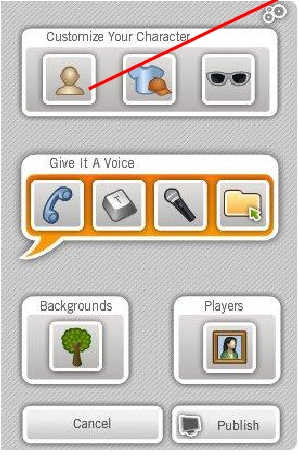 Customize Your Character
Give It A Voice
Backgrounds
Players
Cancel
Publish